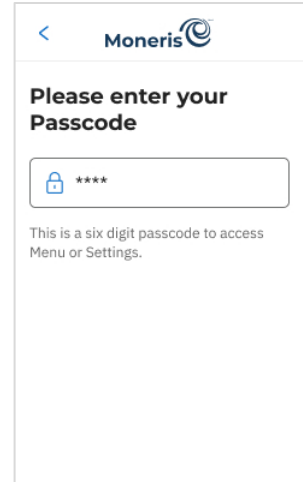 Moneris
Please enter your
Passcode
****
This is a six digit passcode to access
Menu or Settings.